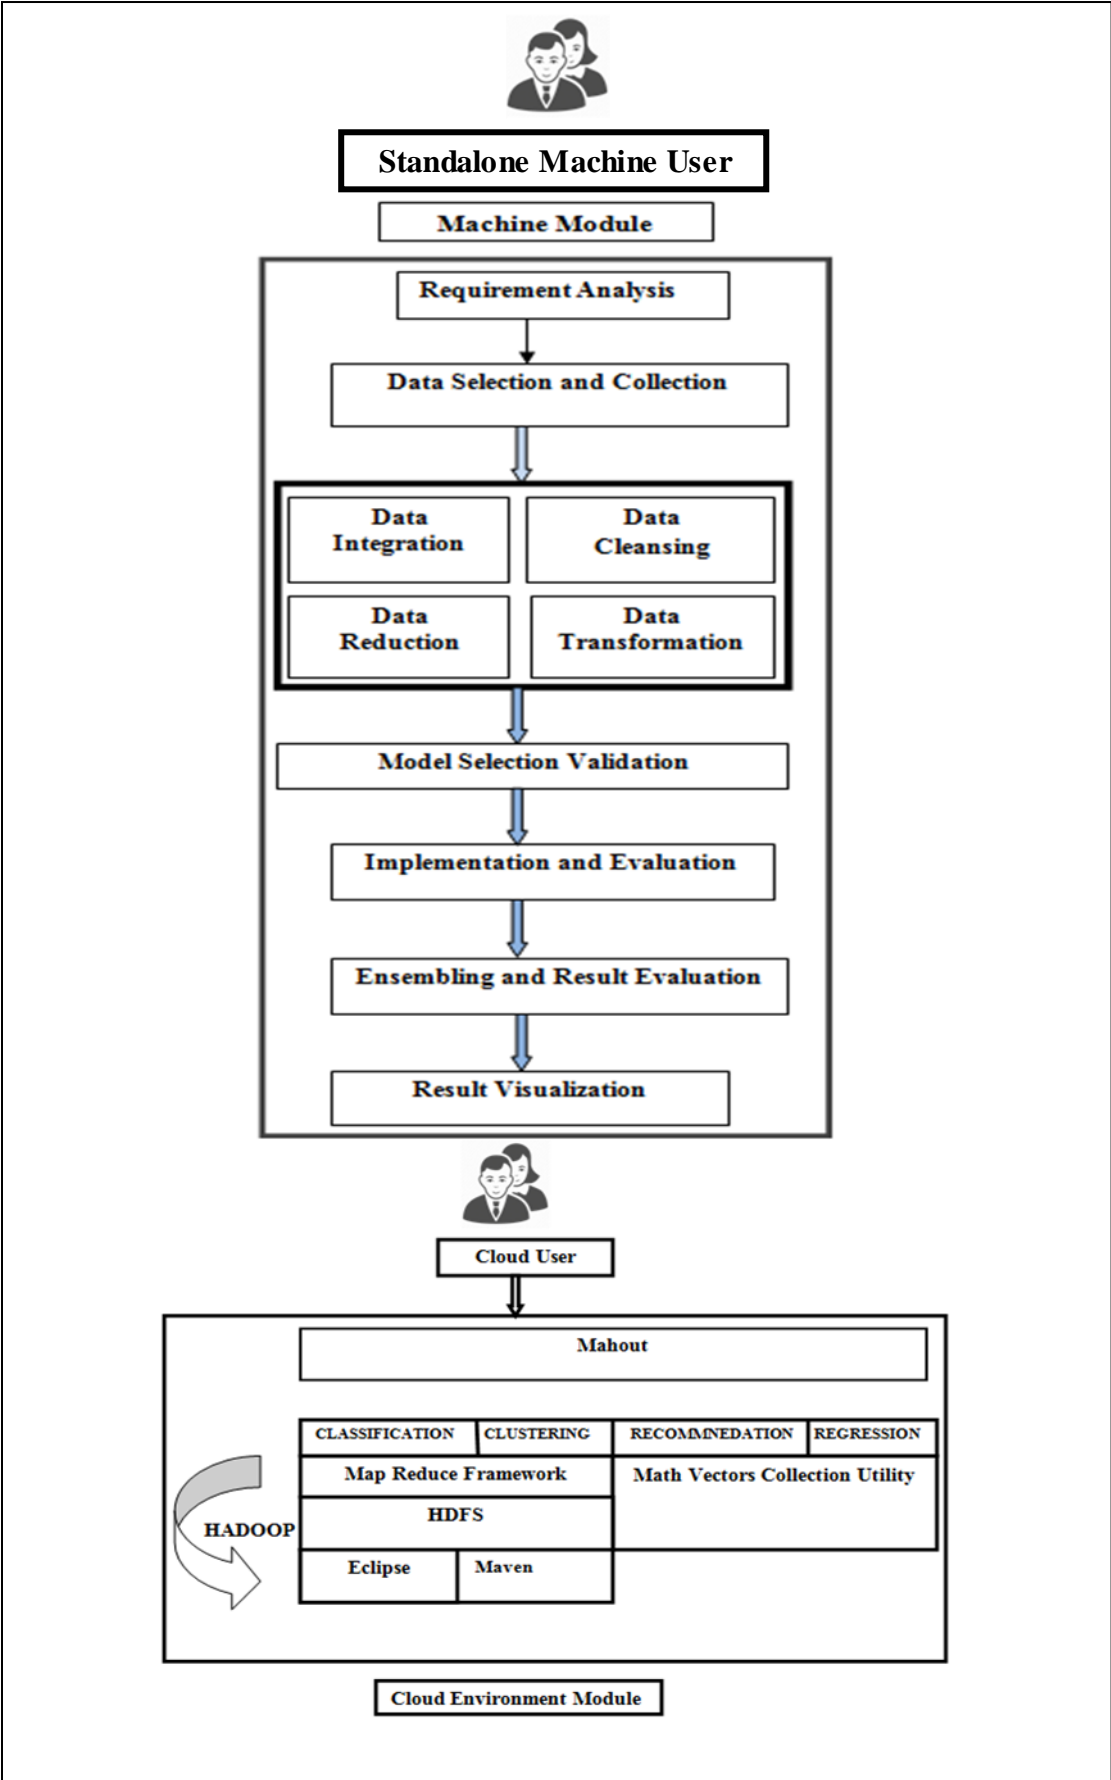 Standalone Machine User
Machine Module
Requirement Analysis
Data Selection and Collection
Data
Integration
Data
Cleansing
Data
Reduction
Data
Transformation
Model Selection Validation
Implementation and Evaluation
Ensembling and Result Evaluation
Result Visualization
Cloud User
Mahout
CLASSIFICATION
CLUSTERING
RECOMMNEDATION
REGRESSION
Map Reduce Framework
Math Vectors Collection Utility
HDFS
HADOOP
Eclipse
Maven
Cloud Environment Module